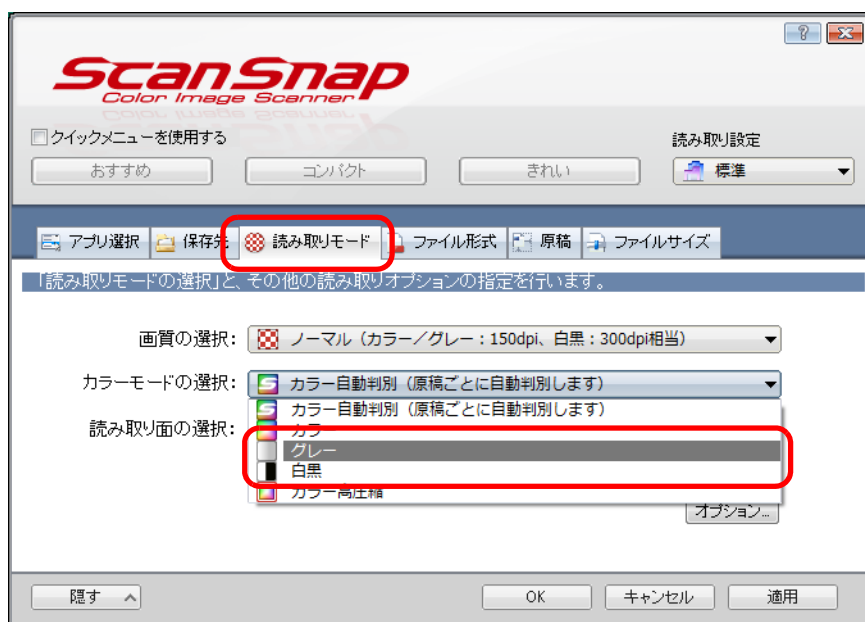 ScanSnap
Color Image Scanner
クイックメニューを使用する
読み取り設定
おすすめ コンパクト きれい 標準
アプリ選択 保存先 読み取りモード ファイル形式 原稿 ファイルサイズ
「読み取りモードの選択」と、その他の読み取りオプションの指定を行います。
画質の選択: ノーマル（カラー／グレー：150dpi、白黒：300dpi相当）
カラーモードの選択: カラー自動判別（原稿ごとに自動判別します）
カラー自動判別（原稿ごとに自動判別します）
読み取り面の選択: カラー
グレー
白黒
カラー高圧縮
オプション...
隠す OK キャンセル 適用